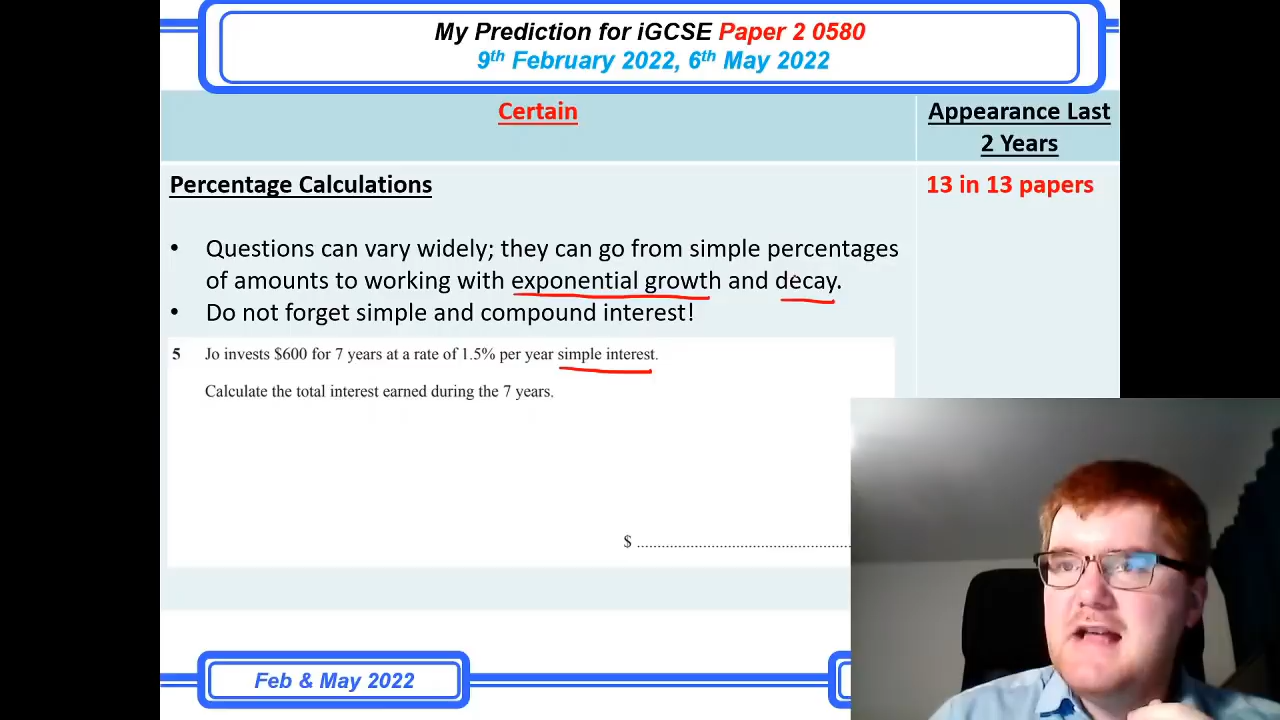 My Prediction for iGCSE Paper 2 0580
9th February 2022, 6th May 2022
Certain
Appearance Last
2 Years
Percentage Calculations
13 in 13 papers
• Questions can vary widely; they can go from simple percentages
of amounts to working with exponential growth and decay.
• Do not forget simple and compound interest!
5 Jo invests $600 for 7 years at a rate of 1.5% per year simple interest.
Calculate the total interest earned during the 7 years.
$ ......................................................
Feb & May 2022